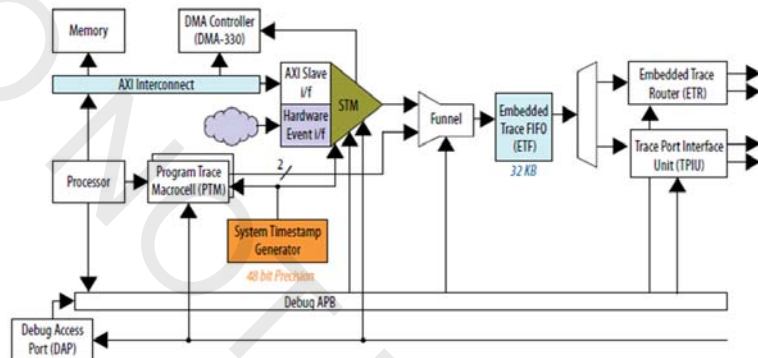 Memory
DMA Controller
(DMA-330)
AXI Interconnect
AXI Slave
i/f
STM
Hardware
Event i/f
Funnel
Embedded
Trace FIFO
(ETF)
32 KB
Embedded Trace
Router (ETR)
Trace Port Interface
Unit (TPIU)
Processor
Program Trace
Macrocell (PTM)
2
System Timestamp
Generator
48 bit Precision
Debug APB
Debug Access
Port (DAP)